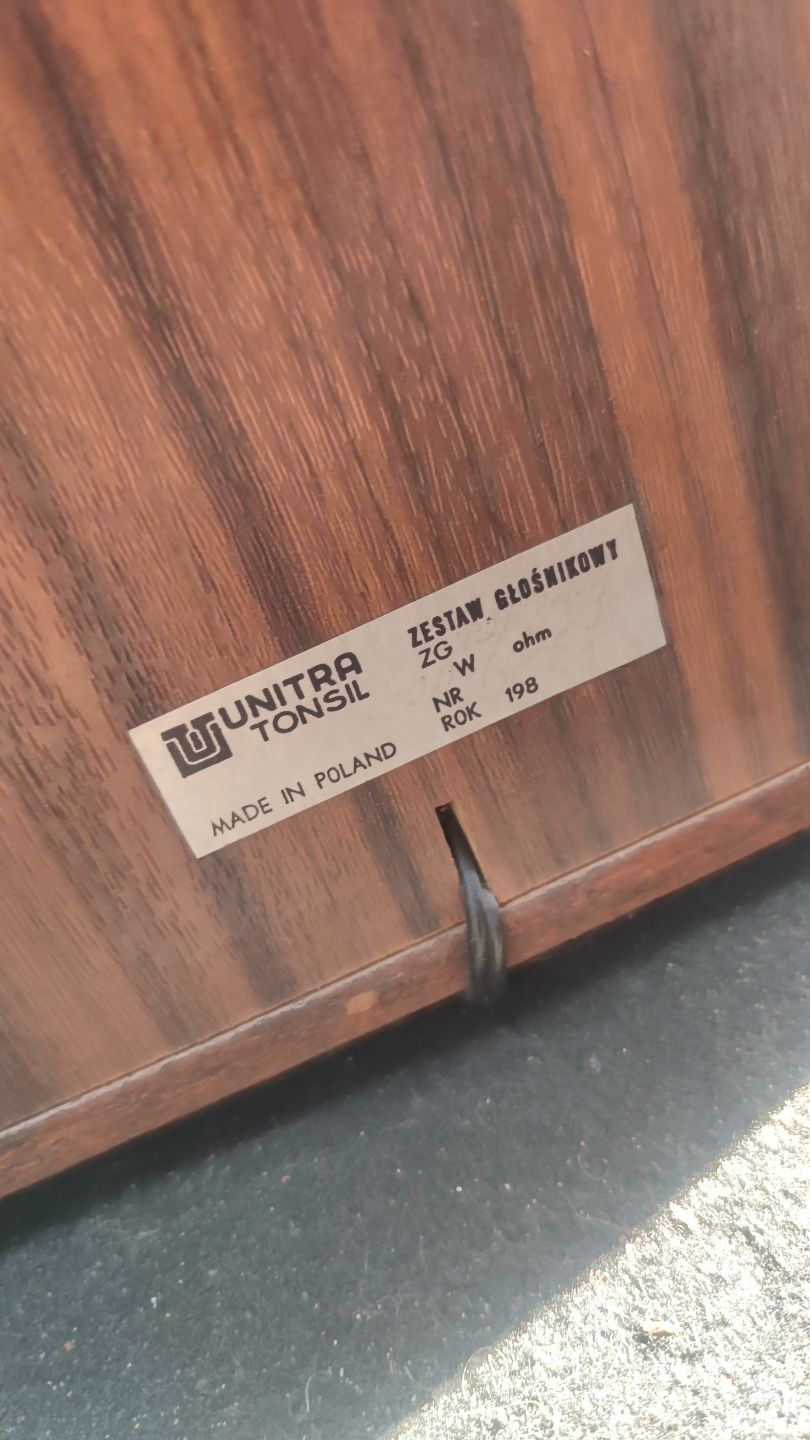 UNITRA
TONSIL
MADE IN POLAND
ZESTAW GŁOŚNIKOWY
ZG
W ohm
NR
ROK 198